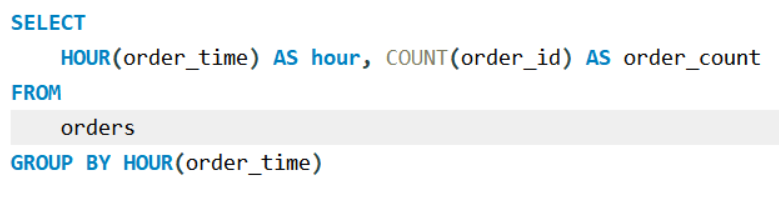 SELECT
    HOUR(order_time) AS hour, COUNT(order_id) AS order_count
FROM
    orders
GROUP BY HOUR(order_time)